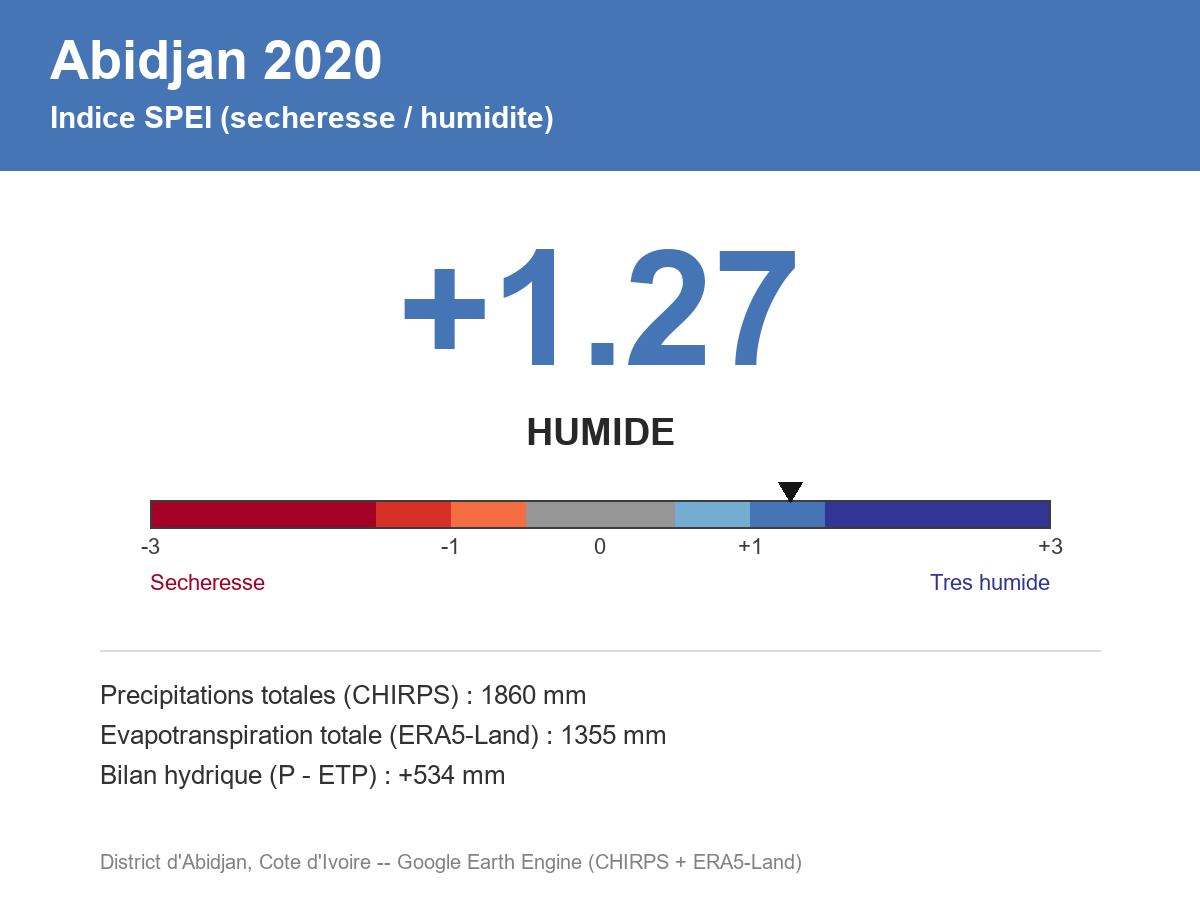 Abidjan 2020
Indice SPEI (secheresse / humidite)
+1.27
HUMIDE
-3 -1 0 +1 +3
Secheresse Tres humide
Precipitations totales (CHIRPS) : 1860 mm
Evapotranspiration totale (ERA5-Land) : 1355 mm
Bilan hydrique (P - ETP) : +534 mm
District d'Abidjan, Cote d'Ivoire -- Google Earth Engine (CHIRPS + ERA5-Land)